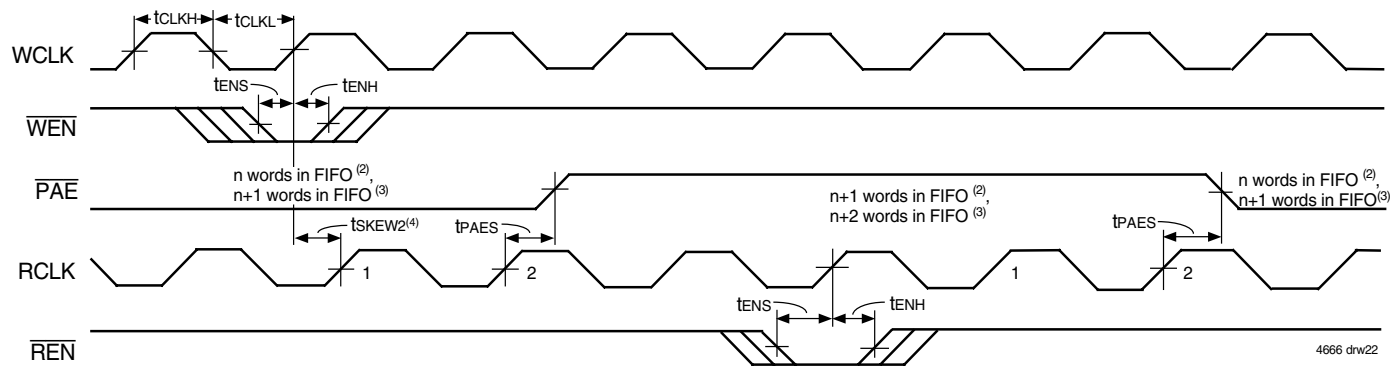 tCLKH
tCLKL
WCLK
tENS
tENH
WEN
n words in FIFO (2),
n+1 words in FIFO (3)
PAE
n+1 words in FIFO (2),
n+2 words in FIFO (3)
n words in FIFO (2),
n+1 words in FIFO(3)
tSKEW2(4)
tPAES
tPAES
RCLK
1
2
1
2
tENS
tENH
REN
4666 drw22